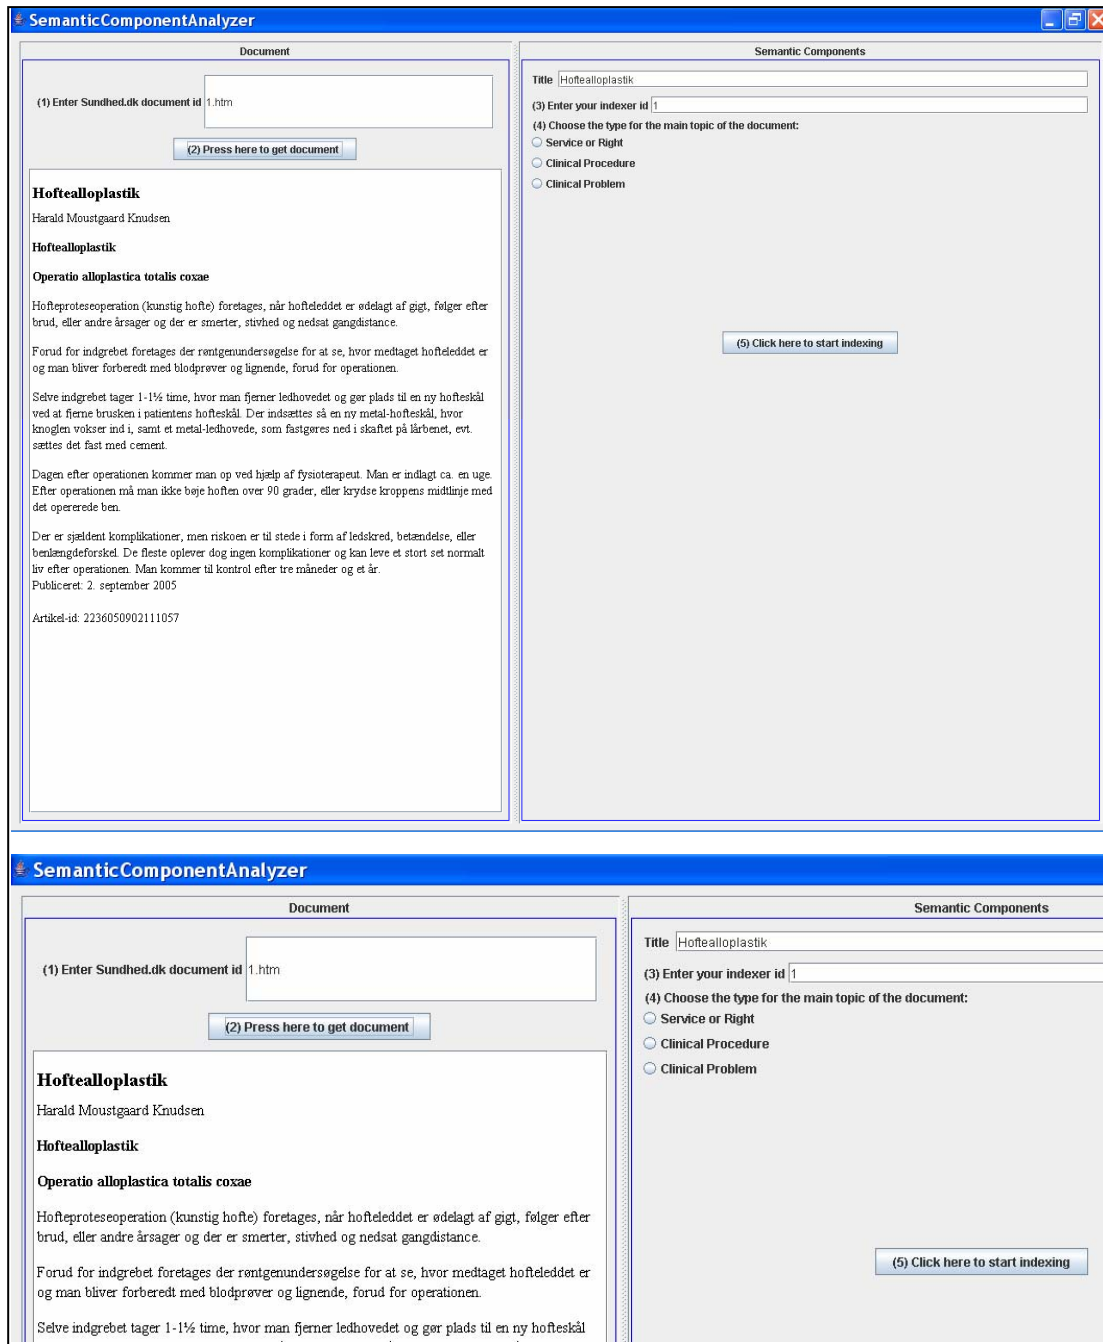 SemanticComponentAnalyzer
Document
(1) Enter Sundhed.dk document id 1.htm
(2) Press here to get document
Hoftealloplastik
Harald Moustgaard Knudsen
Hoftealloplastik
Operatio alloplastica totalis coxae
Hofteproteseoperation (kunstig hofte) foretages, når hofteleddet er ødelagt af gigt, følger efter
brud, eller andre årsager og der er smerter, stivhed og nedsat gangdistance.
Forud for indgrebet foretages der røntgenundersøgelse for at se, hvor medtaget hofteleddet er
og man bliver forberedt med blodprøver og lignende, forud for operationen.
Selve indgrebet tager 1-1½ time, hvor man fjerner ledhovedet og gør plads til en ny hofteskål
ved at fjerne brusken i patientens hofteskål. Der indsættes så en ny metal-hofteskål, hvor
knoglen vokser ind i, samt et metal-ledhovede, som fastgøres ned i skaftet på lårbenet, evt.
sættes det fast med cement.
Dagen efter operationen kommer man op ved hjælp af fysioterapeut. Man er indlagt ca. en uge.
Efter operationen må man ikke bøje hoften over 90 grader, eller krydse kroppens midtlinje med
det opererede ben.
Der er sjældent komplikationer, men risikoen er til stede i form af ledskred, betændelse, eller
benlængdeforskel. De fleste oplever dog ingen komplikationer og kan leve et stort set normalt
liv efter operationen. Man kommer til kontrol efter tre måneder og et år.
Publiceret: 2. september 2005
Artikel-id: 2236050902111057
Semantic Components
Title Hoftealloplastik
(3) Enter your indexer id 1
(4) Choose the type for the main topic of the document:
Service or Right
Clinical Procedure
Clinical Problem
(5) Click here to start indexing
SemanticComponentAnalyzer
Document
(1) Enter Sundhed.dk document id 1.htm
(2) Press here to get document
Hoftealloplastik
Harald Moustgaard Knudsen
Hoftealloplastik
Operatio alloplastica totalis coxae
Hofteproteseoperation (kunstig hofte) foretages, når hofteleddet er ødelagt af gigt, følger efter
brud, eller andre årsager og der er smerter, stivhed og nedsat gangdistance.
Forud for indgrebet foretages der røntgenundersøgelse for at se, hvor medtaget hofteleddet er
og man bliver forberedt med blodprøver og lignende, forud for operationen.
Selve indgrebet tager 1-1½ time, hvor man fjerner ledhovedet og gør plads til en ny hofteskål
Semantic Components
Title Hoftealloplastik
(3) Enter your indexer id 1
(4) Choose the type for the main topic of the document:
Service or Right
Clinical Procedure
Clinical Problem
(5) Click here to start indexing